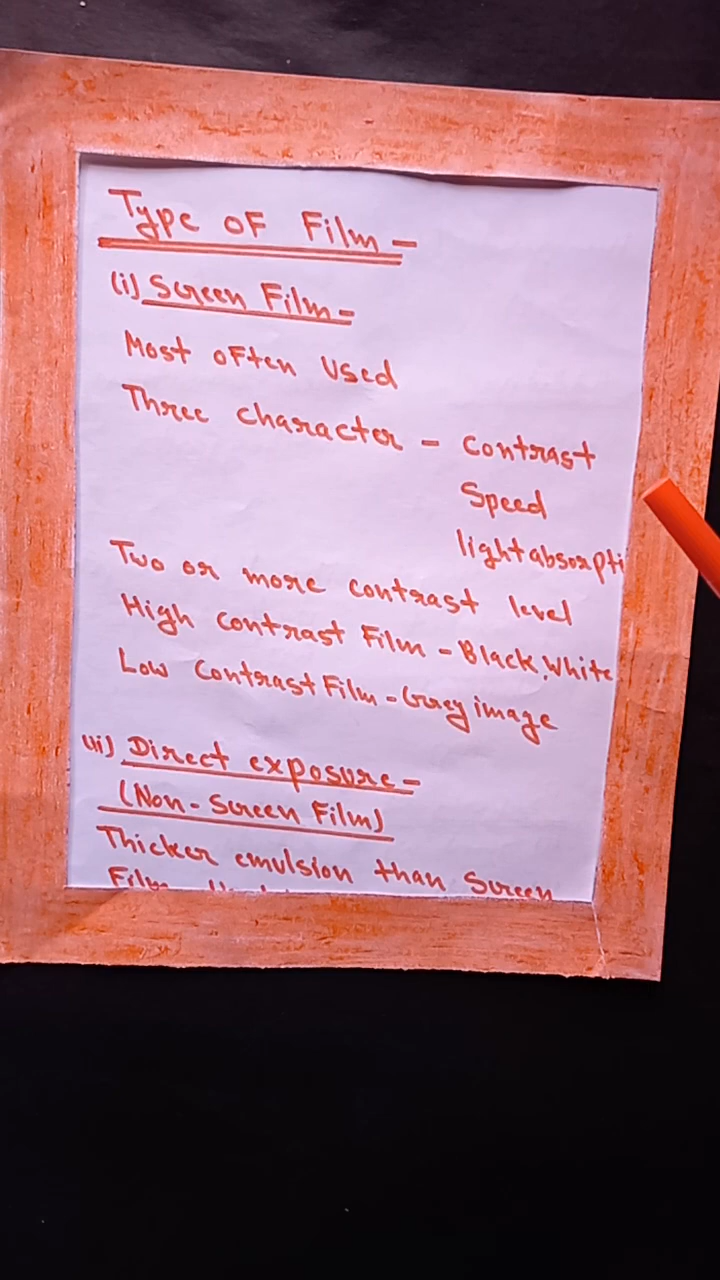 Type of Film -
(i) Screen Film -
Most often used
Three character - Contrast
Speed
light absorpti
Two or more contrast level
High Contrast Film - Black, White
Low Contrast Film - Grey image
(ii) Direct exposure -
(Non-Screen Film)
Thicker emulsion than Screen
Film